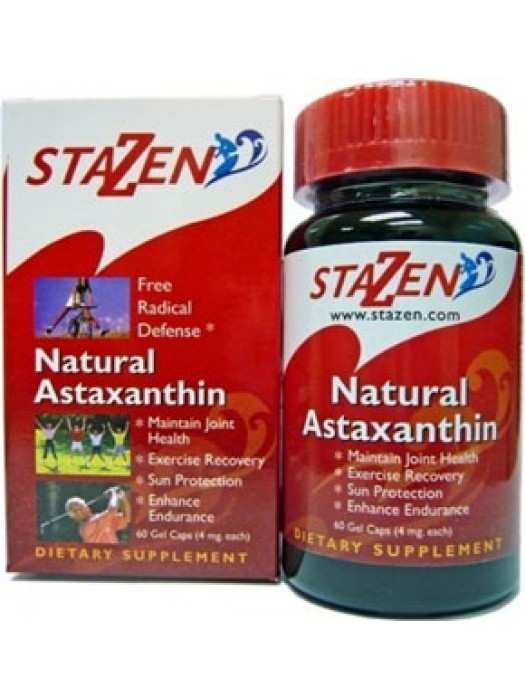 STAZEN
Free
Radical
Defense *
Natural
Astaxanthin
* Maintain Joint
Health
* Exercise Recovery
* Sun Protection
* Enhance
Endurance
60 Gel Caps (4 mg. each)
DIETARY SUPPLEMENT
STAZEN
www.stazen.com
Natural
Astaxanthin
* Maintain Joint Health
* Exercise Recovery
* Sun Protection
* Enhance Endurance
60 Gel Caps (4 mg. each)
DIETARY SUPPLEMENT